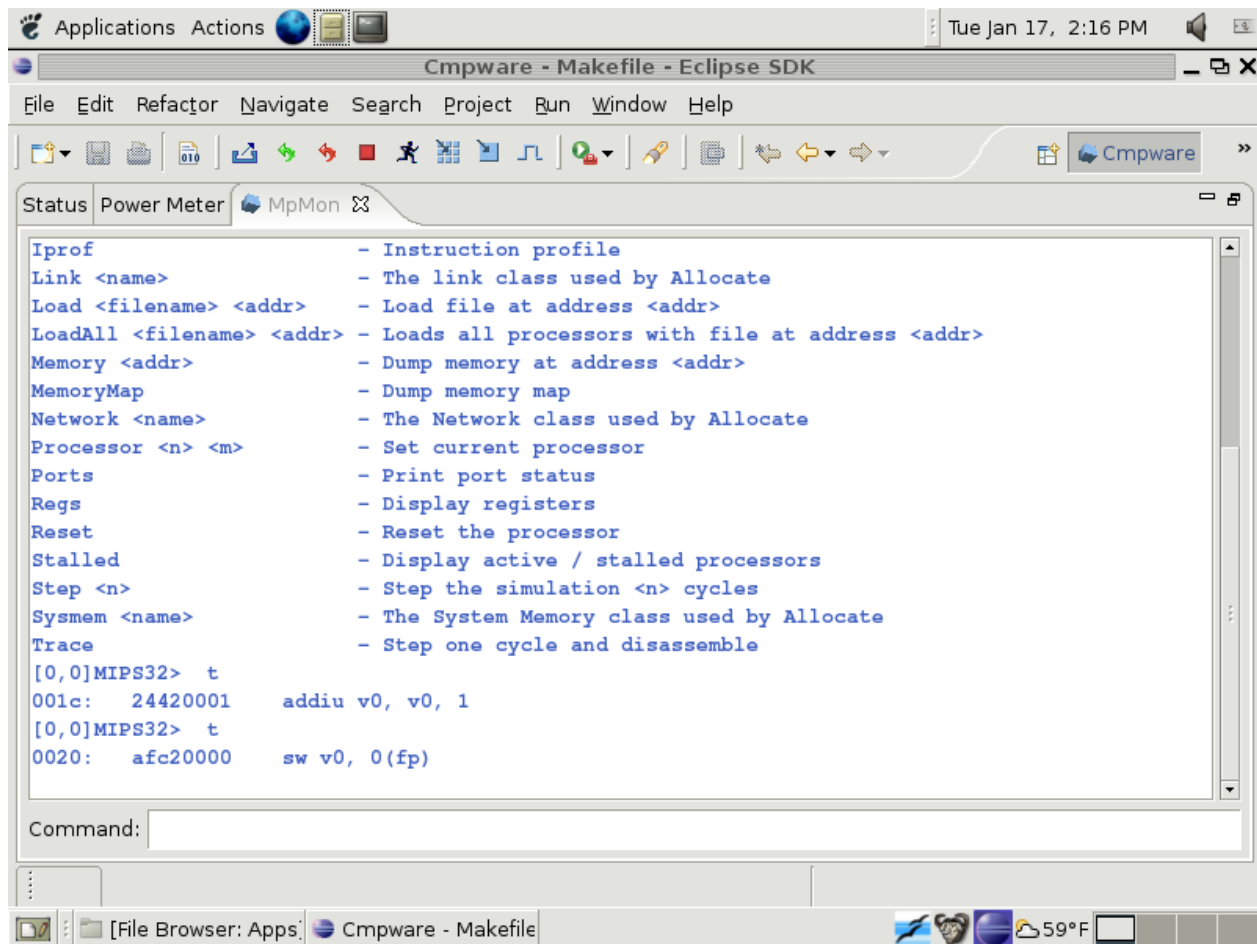 Applications Actions Tue Jan 17, 2:16 PM
Cmpware - Makefile - Eclipse SDK
File Edit Refactor Navigate Search Project Run Window Help
010 Cmpware »
Status Power Meter MpMon
Iprof - Instruction profile
Link <name> - The link class used by Allocate
Load <filename> <addr> - Load file at address <addr>
LoadAll <filename> <addr> - Loads all processors with file at address <addr>
Memory <addr> - Dump memory at address <addr>
MemoryMap - Dump memory map
Network <name> - The Network class used by Allocate
Processor <n> <m> - Set current processor
Ports - Print port status
Regs - Display registers
Reset - Reset the processor
Stalled - Display active / stalled processors
Step <n> - Step the simulation <n> cycles
Sysmem <name> - The System Memory class used by Allocate
Trace - Step one cycle and disassemble
[0,0]MIPS32> t
001c: 24420001 addiu v0, v0, 1
[0,0]MIPS32> t
0020: afc20000 sw v0, 0(fp)
Command:
[File Browser: Apps] Cmpware - Makefile 59°F